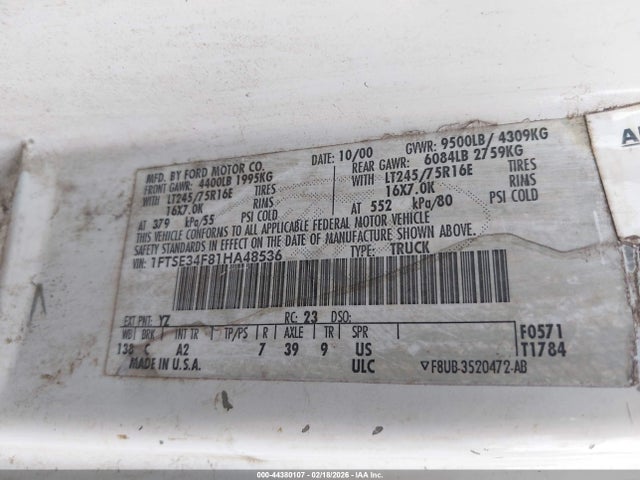 MFD. BY FORD MOTOR CO.
DATE: 10/00
GVWR: 9500LB/ 4309KG
FRONT GAWR: 4400LB 1995KG
REAR GAWR: 6084LB 2759KG
WITH LT245/75R16E TIRES
WITH LT245/75R16E TIRES
16X7.0K RINS
16X7.0K RINS
AT 379 kPa/55 PSI COLD
AT 552 kPa/80 PSI COLD
THIS VEHICLE CONFORMS TO ALL APPLICABLE FEDERAL MOTOR VEHICLE
SAFETY STANDARDS IN EFFECT ON THE DATE OF MANUFACTURE SHOWN ABOVE.
VIN: 1FTSE34F81HA48536
TYPE: TRUCK
EXT PNT: YZ RC: 23 DSO:
WB BRK INT TR TP/PS R AXLE TR SPR
138 C A2 7 39 9 US
F0571
T1784
MADE IN U.S.A. ULC
F8UB-3520472-AB
000-44380107 - 02/18/2026 - IAA Inc.